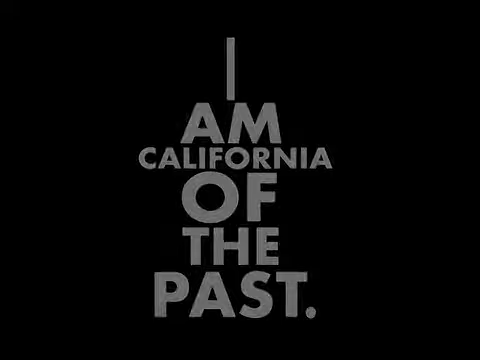 I
AM
CALIFORNIA
OF
THE
PAST.